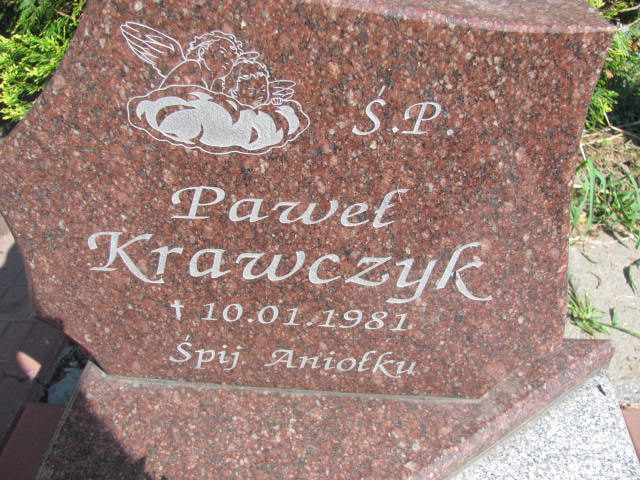 Ś.P
Paweł
Krawczyk
† 10.01.1981
Śpij Aniołku